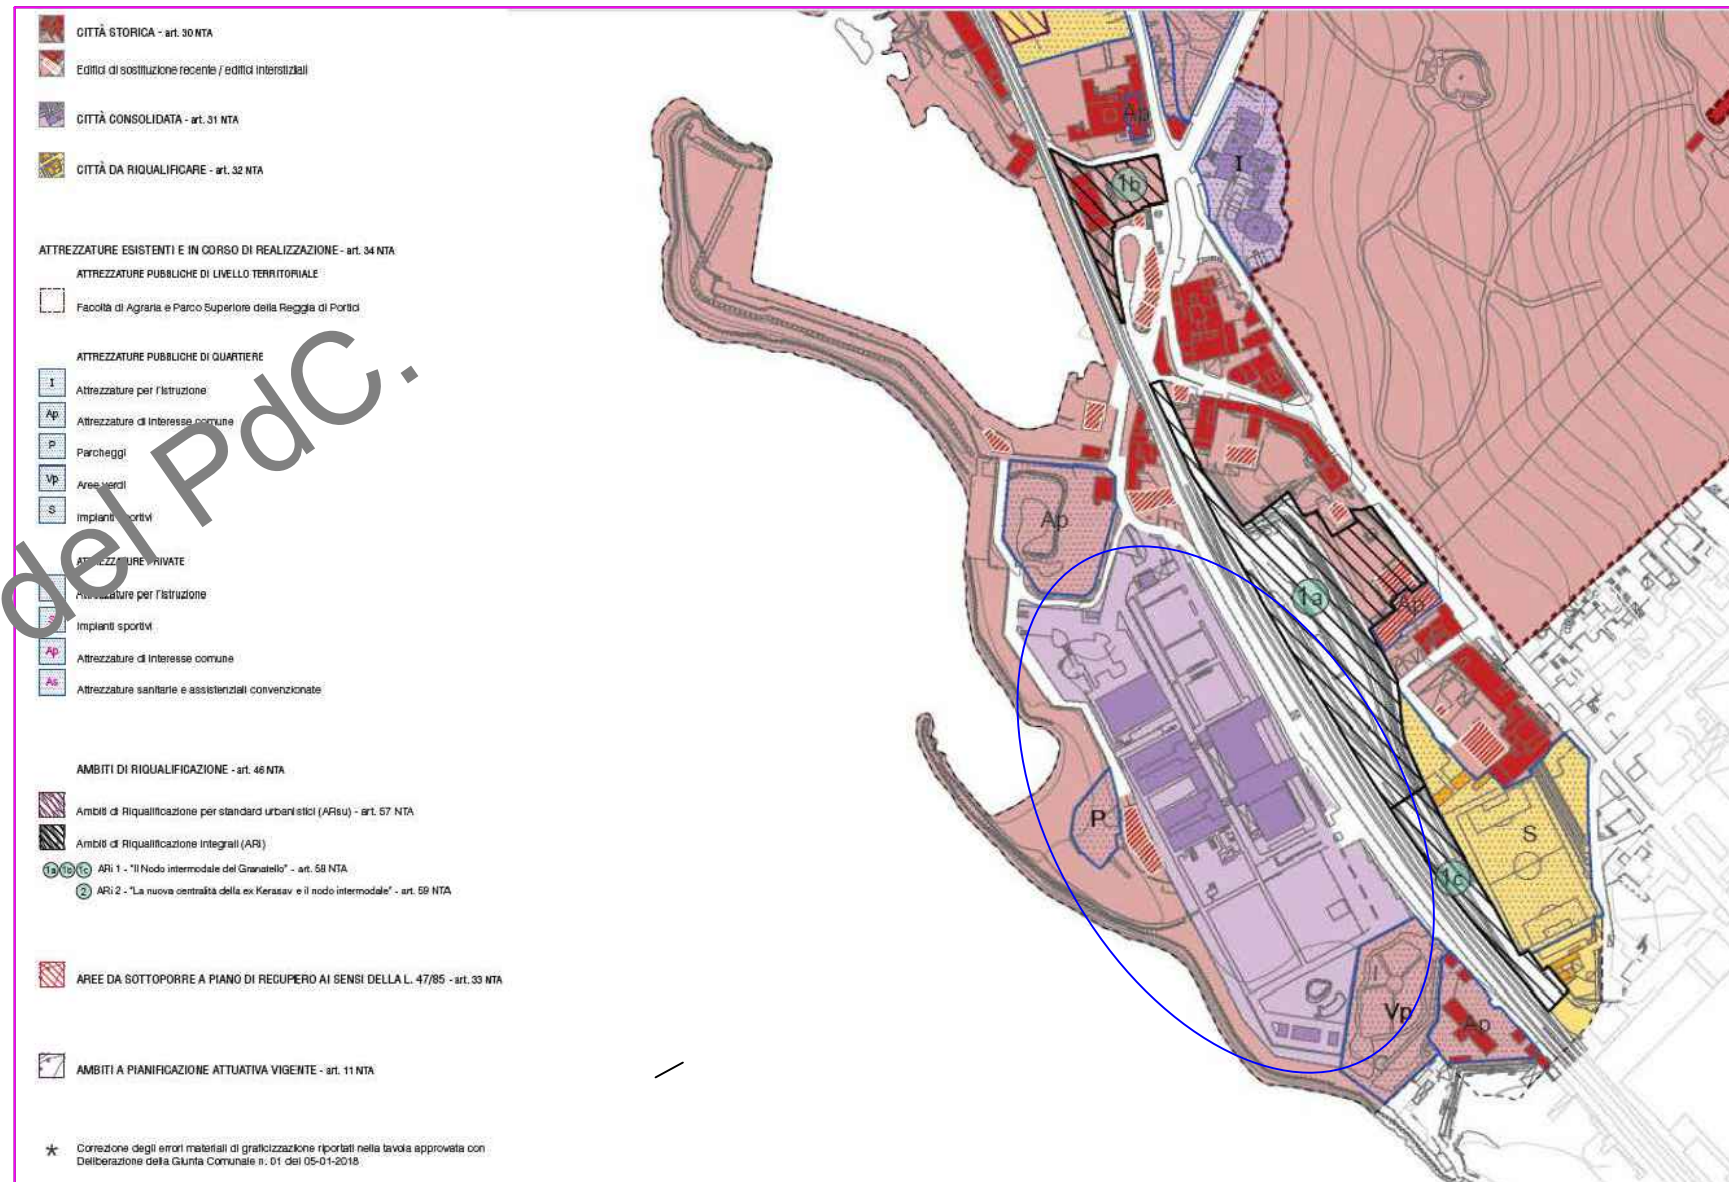 CITTÀ STORICA - art. 30 NTA
Edifici di sostituzione recente / edifici interstiziali
CITTÀ CONSOLIDATA - art. 31 NTA
CITTÀ DA RIQUALIFICARE - art. 32 NTA
ATTREZZATURE ESISTENTI E IN CORSO DI REALIZZAZIONE - art. 34 NTA
ATTREZZATURE PUBBLICHE DI LIVELLO TERRITORIALE
Facoltà di Agraria e Parco Superiore della Reggia di Portici
ATTREZZATURE PUBBLICHE DI QUARTIERE
I Attrezzature per l'istruzione
Ap Attrezzature di interesse comune
P Parcheggi
Vp Aree verdi
S Impianti sportivi
ATTREZZATURE PRIVATE
Attrezzature per l'istruzione
S Impianti sportivi
Ap Attrezzature di interesse comune
As Attrezzature sanitarie e assistenziali convenzionate
AMBITI DI RIQUALIFICAZIONE - art. 46 NTA
Ambiti di Riqualificazione per standard urbanistici (ARsu) - art. 57 NTA
Ambiti di Riqualificazione integrali (ARi)
1a 1b 1c ARi 1 - "Il Nodo intermodale del Granatello" - art. 58 NTA
2 ARi 2 - "La nuova centralità della ex Kerasav e il nodo intermodale" - art. 59 NTA
AREE DA SOTTOPORRE A PIANO DI RECUPERO AI SENSI DELLA L. 47/85 - art. 33 NTA
AMBITI A PIANIFICAZIONE ATTUATIVA VIGENTE - art. 11 NTA
* Correzione degli errori materiali di graficizzazione riportati nella tavola approvata con
Deliberazione della Giunta Comunale n. 01 del 05-01-2018
del PdC.
Ap
I
1b
Ap
1a
Ap
P
S
1c
Vp
Ap